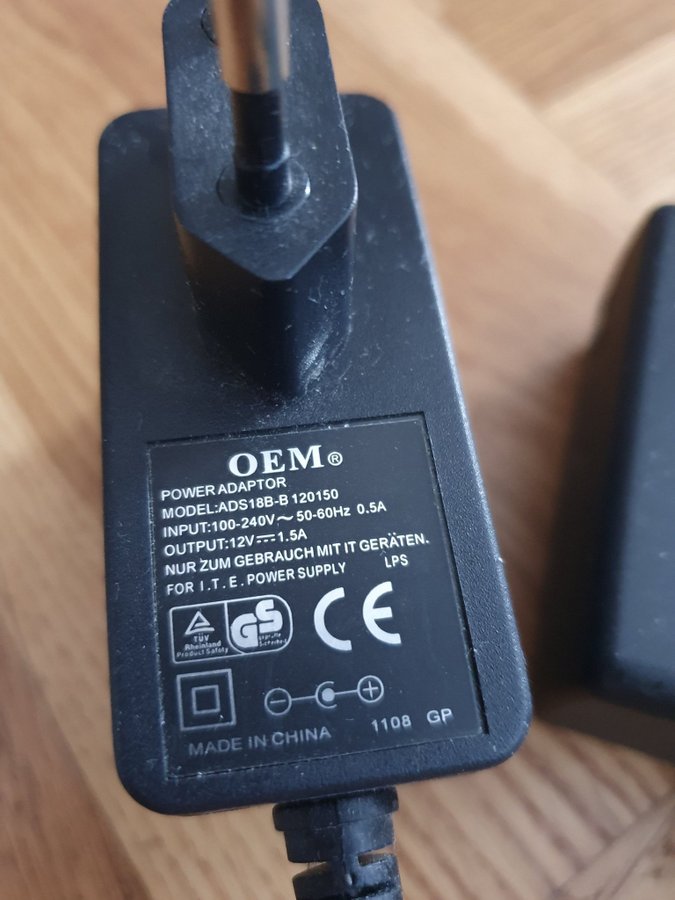 OEM®
POWER ADAPTOR
MODEL:ADS18B-B 120150
INPUT:100-240V～ 50-60Hz 0.5A
OUTPUT:12V⎓1.5A
NUR ZUM GEBRAUCH MIT IT GERÄTEN.
FOR I.T.E. POWER SUPPLY LPS
TÜV
Rheinland
Product Safety
GS
geprüfte
Sicherheit
CE
MADE IN CHINA 1108 GP